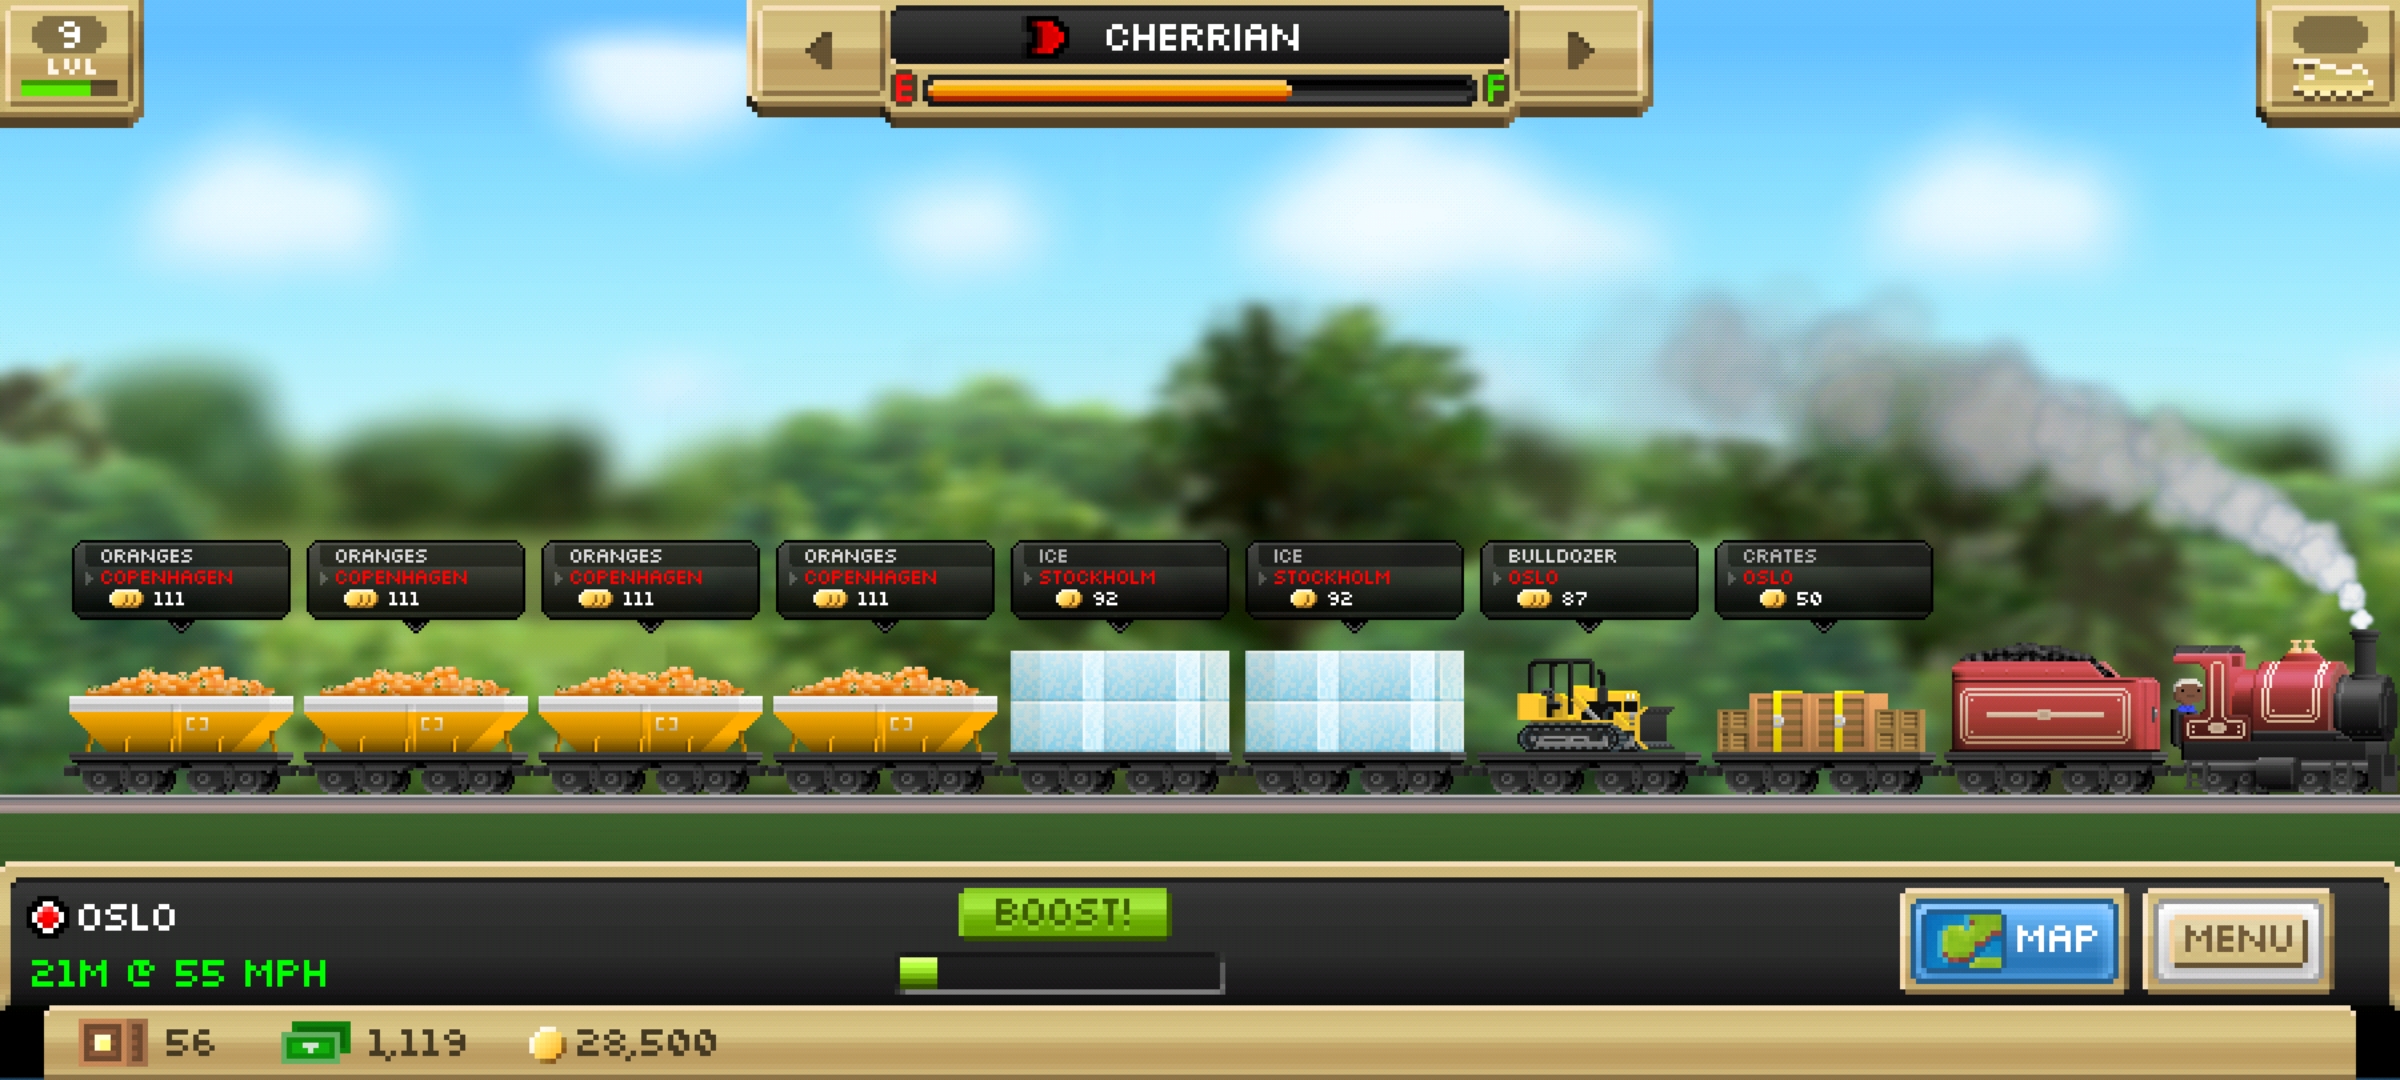 9
LVL
CHERRIAN
E
F
ORANGES
COPENHAGEN
111
ORANGES
COPENHAGEN
111
ORANGES
COPENHAGEN
111
ORANGES
COPENHAGEN
111
ICE
STOCKHOLM
92
ICE
STOCKHOLM
92
BULLDOZER
OSLO
87
CRATES
OSLO
50
OSLO
21M @ 55 MPH
BOOST!
MAP
MENU
56
1,119
28,500